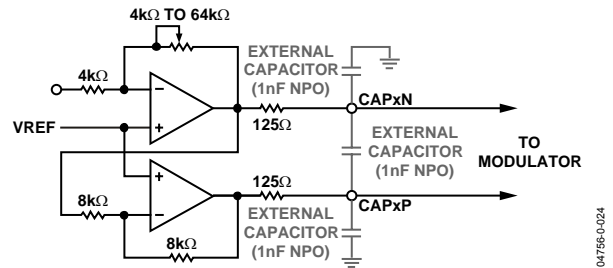 4kΩ TO 64kΩ
4kΩ
EXTERNAL
CAPACITOR
(1nF NPO)
–
+
125Ω
CAPxN
VREF
EXTERNAL
CAPACITOR
(1nF NPO)
TO
MODULATOR
+
–
125Ω
CAPxP
8kΩ
8kΩ
EXTERNAL
CAPACITOR
(1nF NPO)
04756-0-024